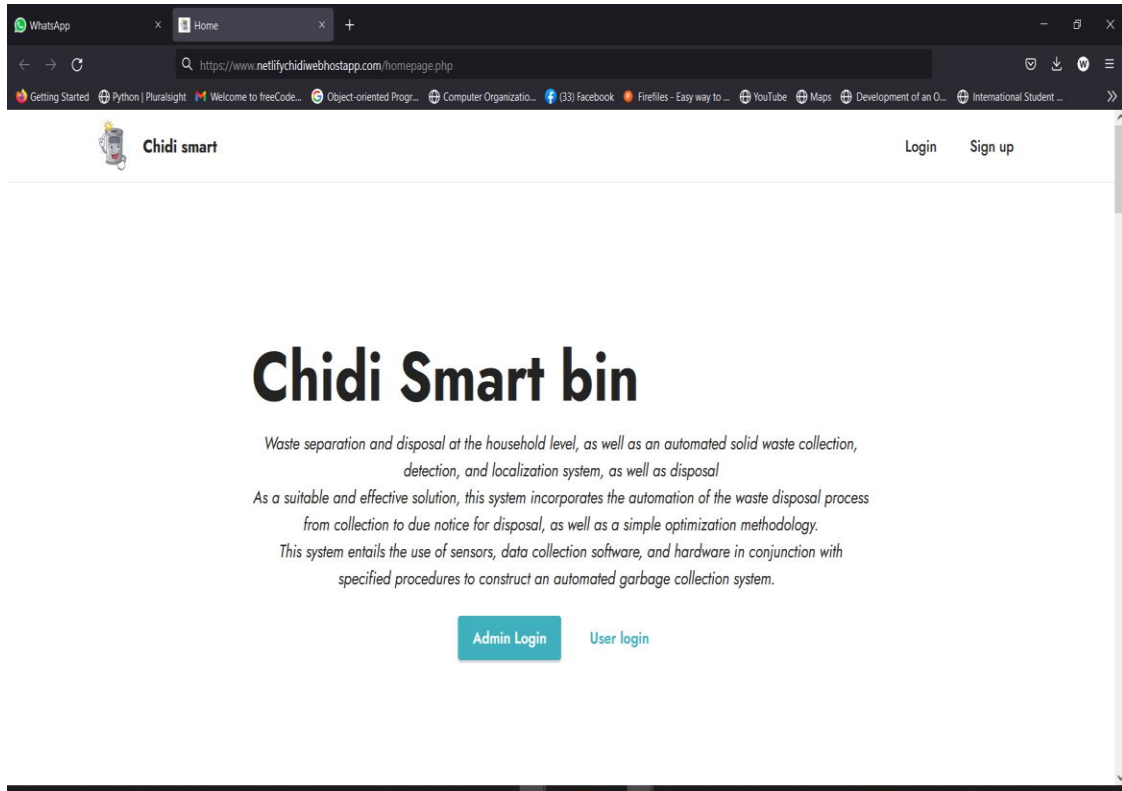 WhatsApp
Home
https://www.netlifychidiwebhostapp.com/homepage.php
W
Getting Started Python | Pluralsight Welcome to freeCode... Object-oriented Progr... Computer Organizatio... (33) Facebook Firefiles - Easy way to ... YouTube Maps Development of an O... International Student ...
Chidi smart Login Sign up
Chidi Smart bin
Waste separation and disposal at the household level, as well as an automated solid waste collection,
detection, and localization system, as well as disposal
As a suitable and effective solution, this system incorporates the automation of the waste disposal process
from collection to due notice for disposal, as well as a simple optimization methodology.
This system entails the use of sensors, data collection software, and hardware in conjunction with
specified procedures to construct an automated garbage collection system.
Admin Login User login